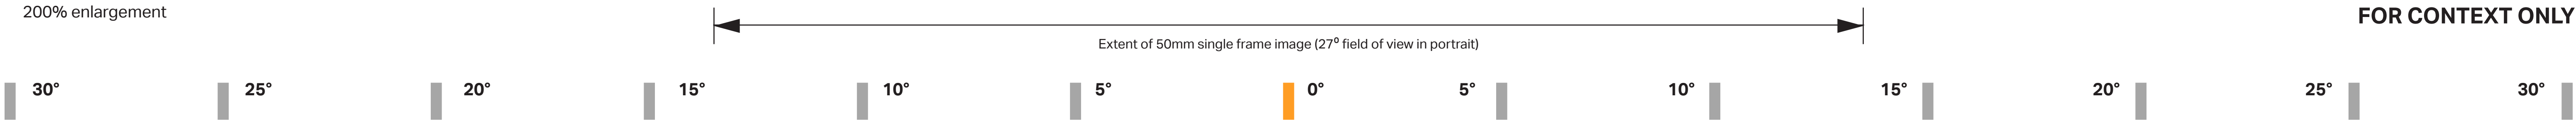 200% enlargement
FOR CONTEXT ONLY
Extent of 50mm single frame image (27⁰ field of view in portrait)
30° 25° 20° 15° 10° 5° 0° 5° 10° 15° 20° 25° 30°